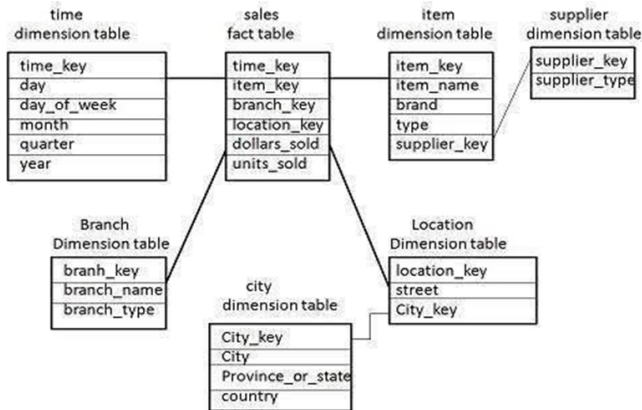 time
dimension table
time_key
day
day_of_week
month
quarter
year
sales
fact table
time_key
item_key
branch_key
location_key
dollars_sold
units_sold
item
dimension table
item_key
item_name
brand
type
supplier_key
supplier
dimension table
supplier_key
supplier_type
Branch
Dimension table
branh_key
branch_name
branch_type
city
dimension table
City_key
City
Province_or_state
country
Location
Dimension table
location_key
street
City_key